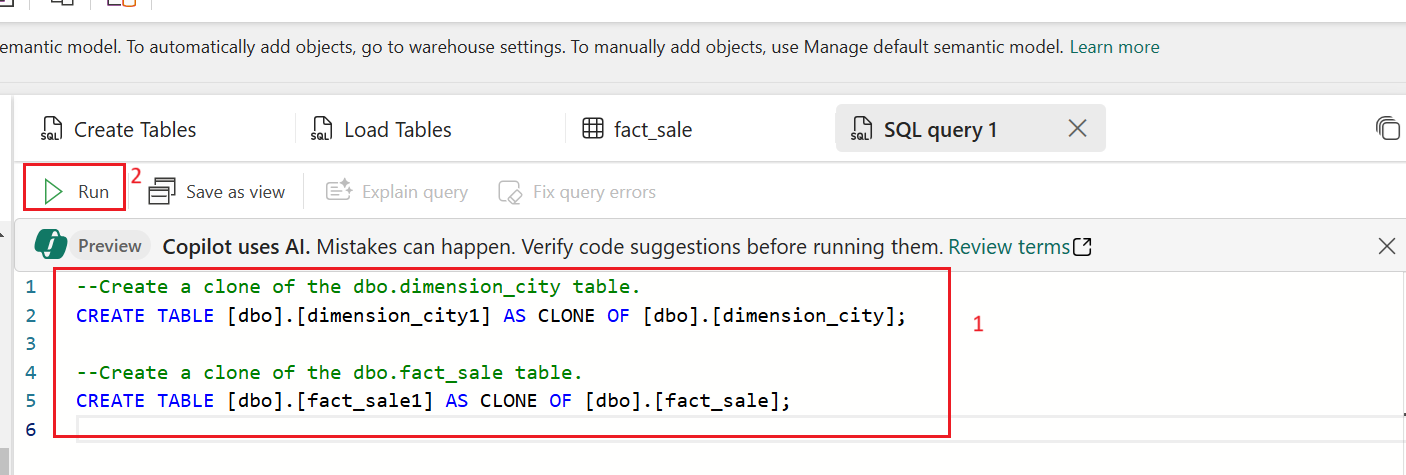 emantic model. To automatically add objects, go to warehouse settings. To manually add objects, use Manage default semantic model. Learn more
Create Tables
Load Tables
fact_sale
SQL query 1
Run
2
Save as view
Explain query
Fix query errors
Preview
Copilot uses AI. Mistakes can happen. Verify code suggestions before running them. Review terms
1 --Create a clone of the dbo.dimension_city table.
2 CREATE TABLE [dbo].[dimension_city1] AS CLONE OF [dbo].[dimension_city];
1
3
4 --Create a clone of the dbo.fact_sale table.
5 CREATE TABLE [dbo].[fact_sale1] AS CLONE OF [dbo].[fact_sale];
6